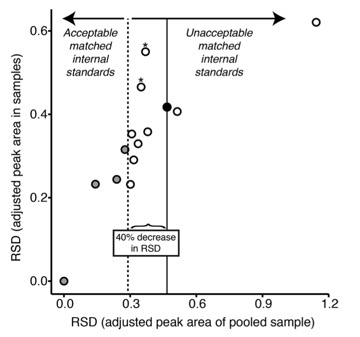 Acceptable
matched
internal
standards
Unacceptable
matched
internal
standards
*
*
40% decrease
in RSD
RSD (adjusted peak area in samples)
0.6
0.4
0.2
0.0
0.0 0.3 0.6 0.9 1.2
RSD (adjusted peak area of pooled sample)